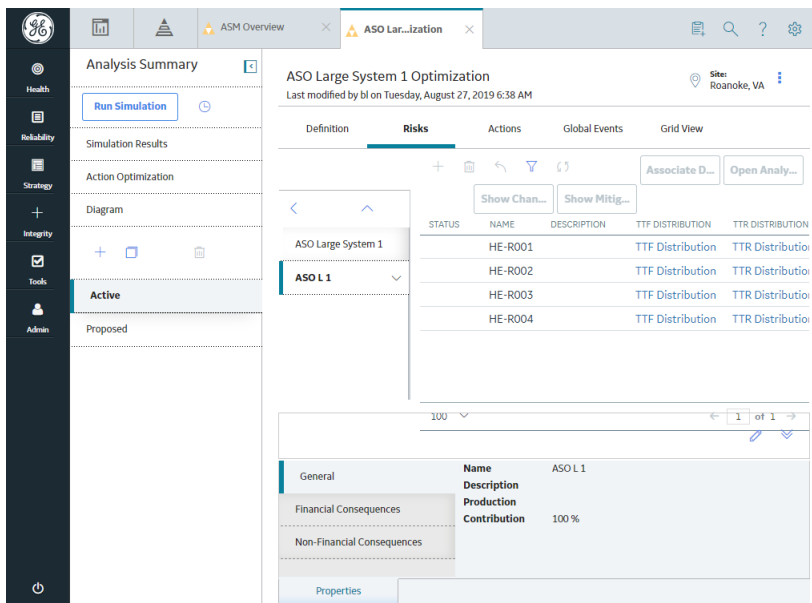 ASM Overview
ASO Lar...ization
Health
Reliability
Strategy
Integrity
Tools
Admin
Analysis Summary
Run Simulation
Simulation Results
Action Optimization
Diagram
Active
Proposed
ASO Large System 1 Optimization
Last modified by bl on Tuesday, August 27, 2019 6:38 AM
Site:
Roanoke, VA
Definition Risks Actions Global Events Grid View
Associate D... Open Analy...
Show Chan... Show Mitig...
ASO Large System 1
ASO L 1
STATUS NAME DESCRIPTION TTF DISTRIBUTION TTR DISTRIBUTION
HE-R001 TTF Distribution TTR Distributio
HE-R002 TTF Distribution TTR Distributio
HE-R003 TTF Distribution TTR Distributio
HE-R004 TTF Distribution TTR Distributio
100 1 of 1
General
Financial Consequences
Non-Financial Consequences
Name ASO L 1
Description
Production
Contribution 100 %
Properties